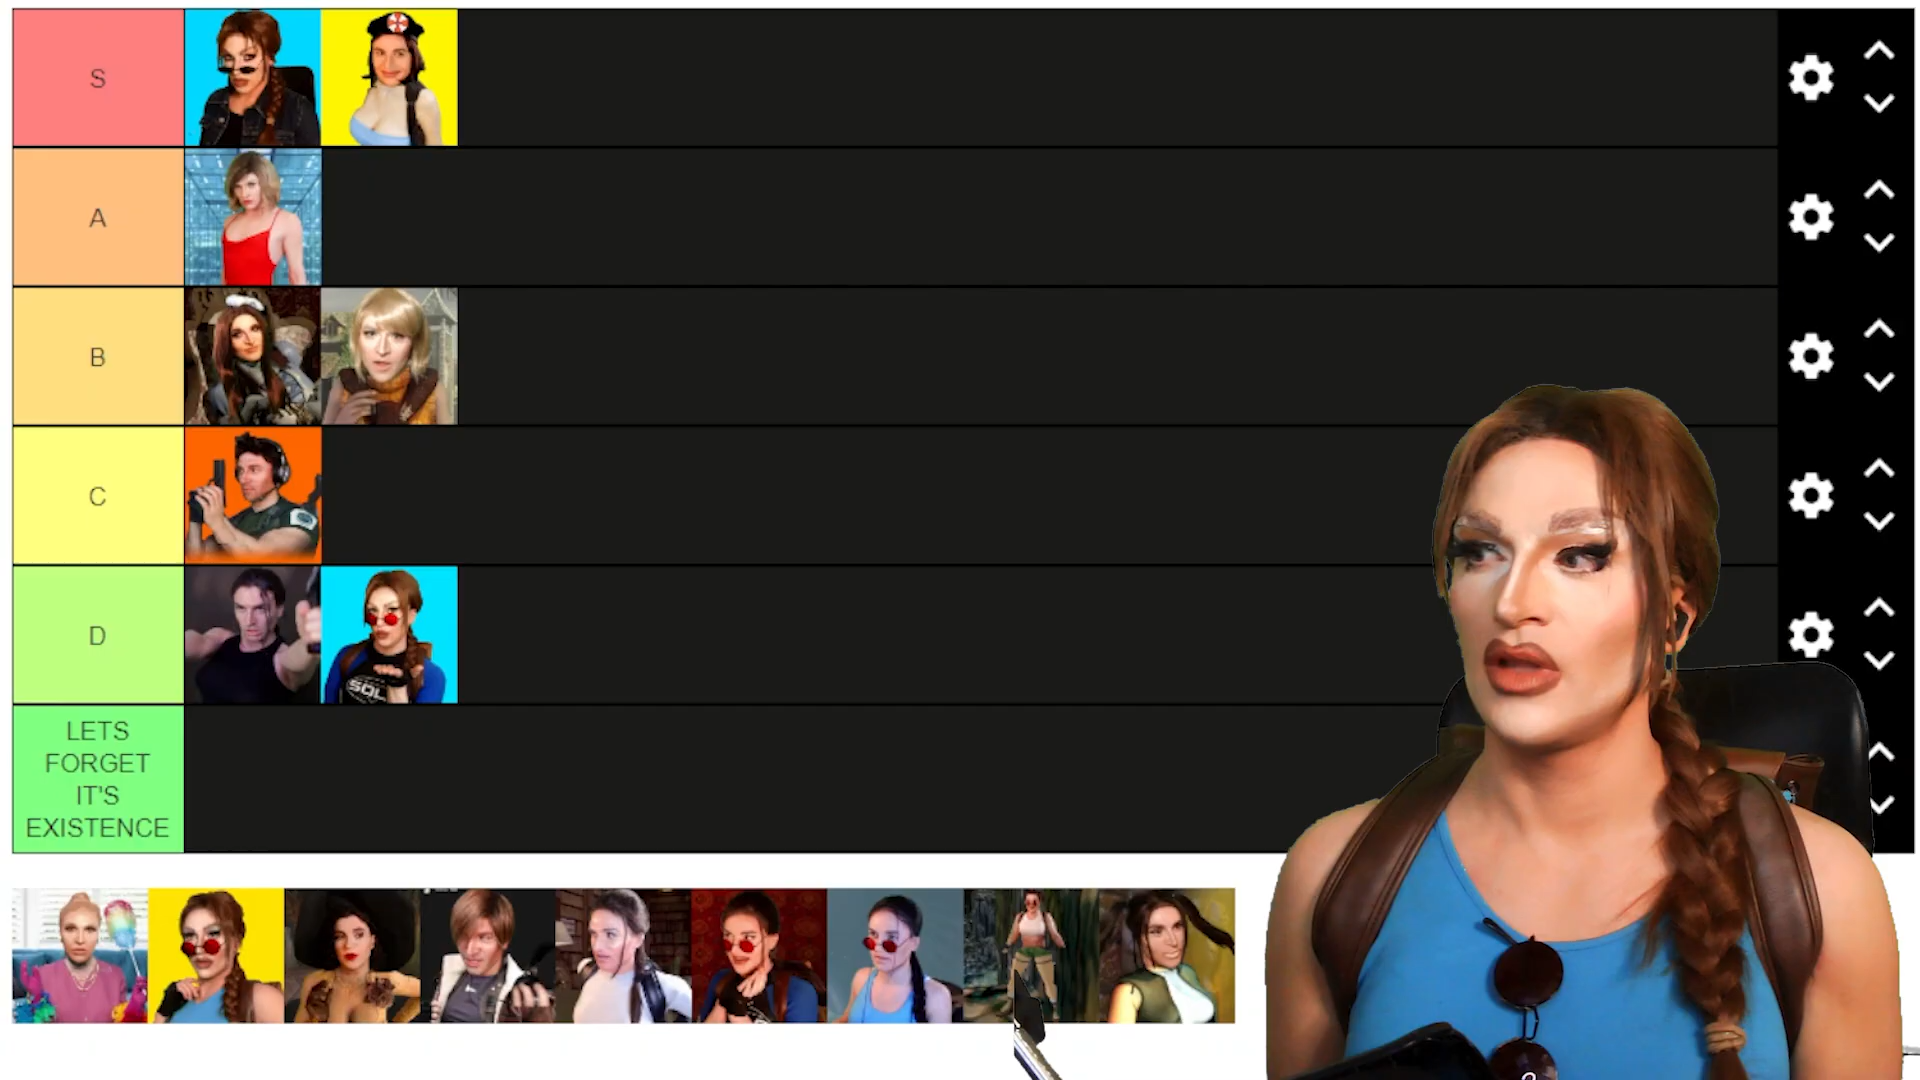 S
A
B
C
D
SOL
LETS
FORGET
IT'S
EXISTENCE